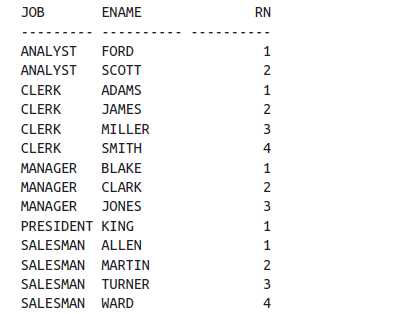 JOB       ENAME              RN
--------- ---------- ----------
ANALYST   FORD                1
ANALYST   SCOTT               2
CLERK     ADAMS               1
CLERK     JAMES               2
CLERK     MILLER              3
CLERK     SMITH               4
MANAGER   BLAKE               1
MANAGER   CLARK               2
MANAGER   JONES               3
PRESIDENT KING                1
SALESMAN  ALLEN               1
SALESMAN  MARTIN              2
SALESMAN  TURNER              3
SALESMAN  WARD                4